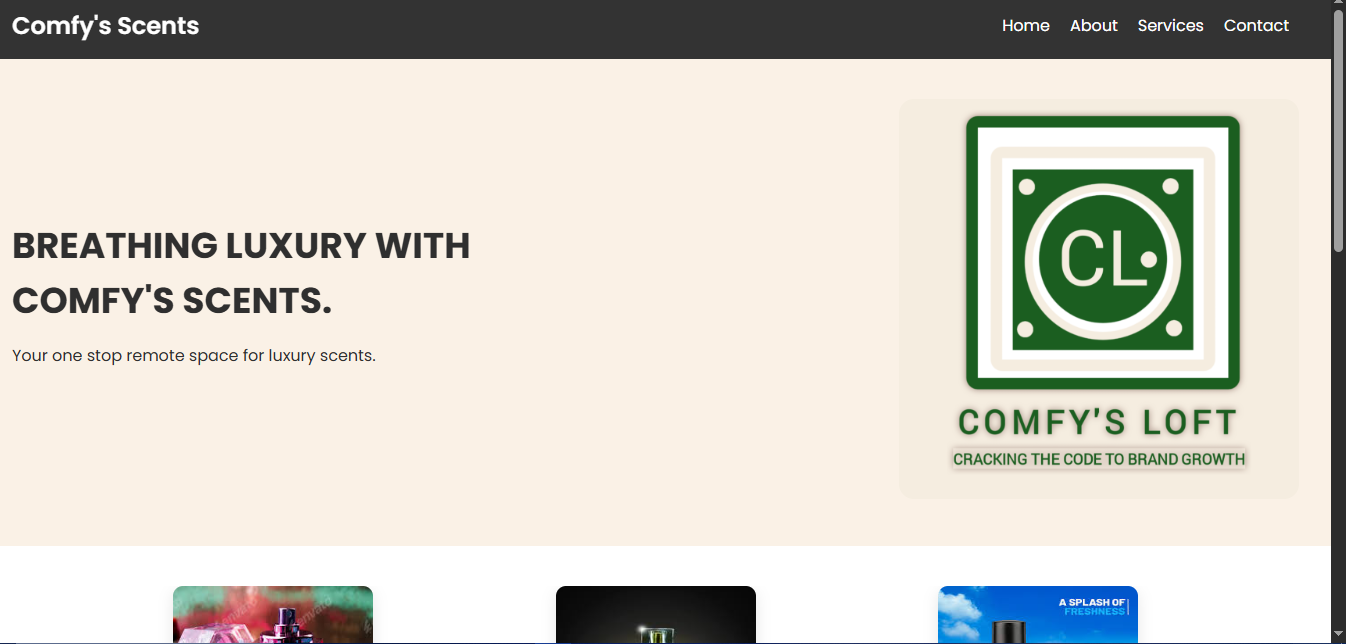 Comfy's Scents
Home About Services Contact
BREATHING LUXURY WITH
COMFY'S SCENTS.
Your one stop remote space for luxury scents.
CL
COMFY'S LOFT
CRACKING THE CODE TO BRAND GROWTH
A SPLASH OF
FRESHNESS